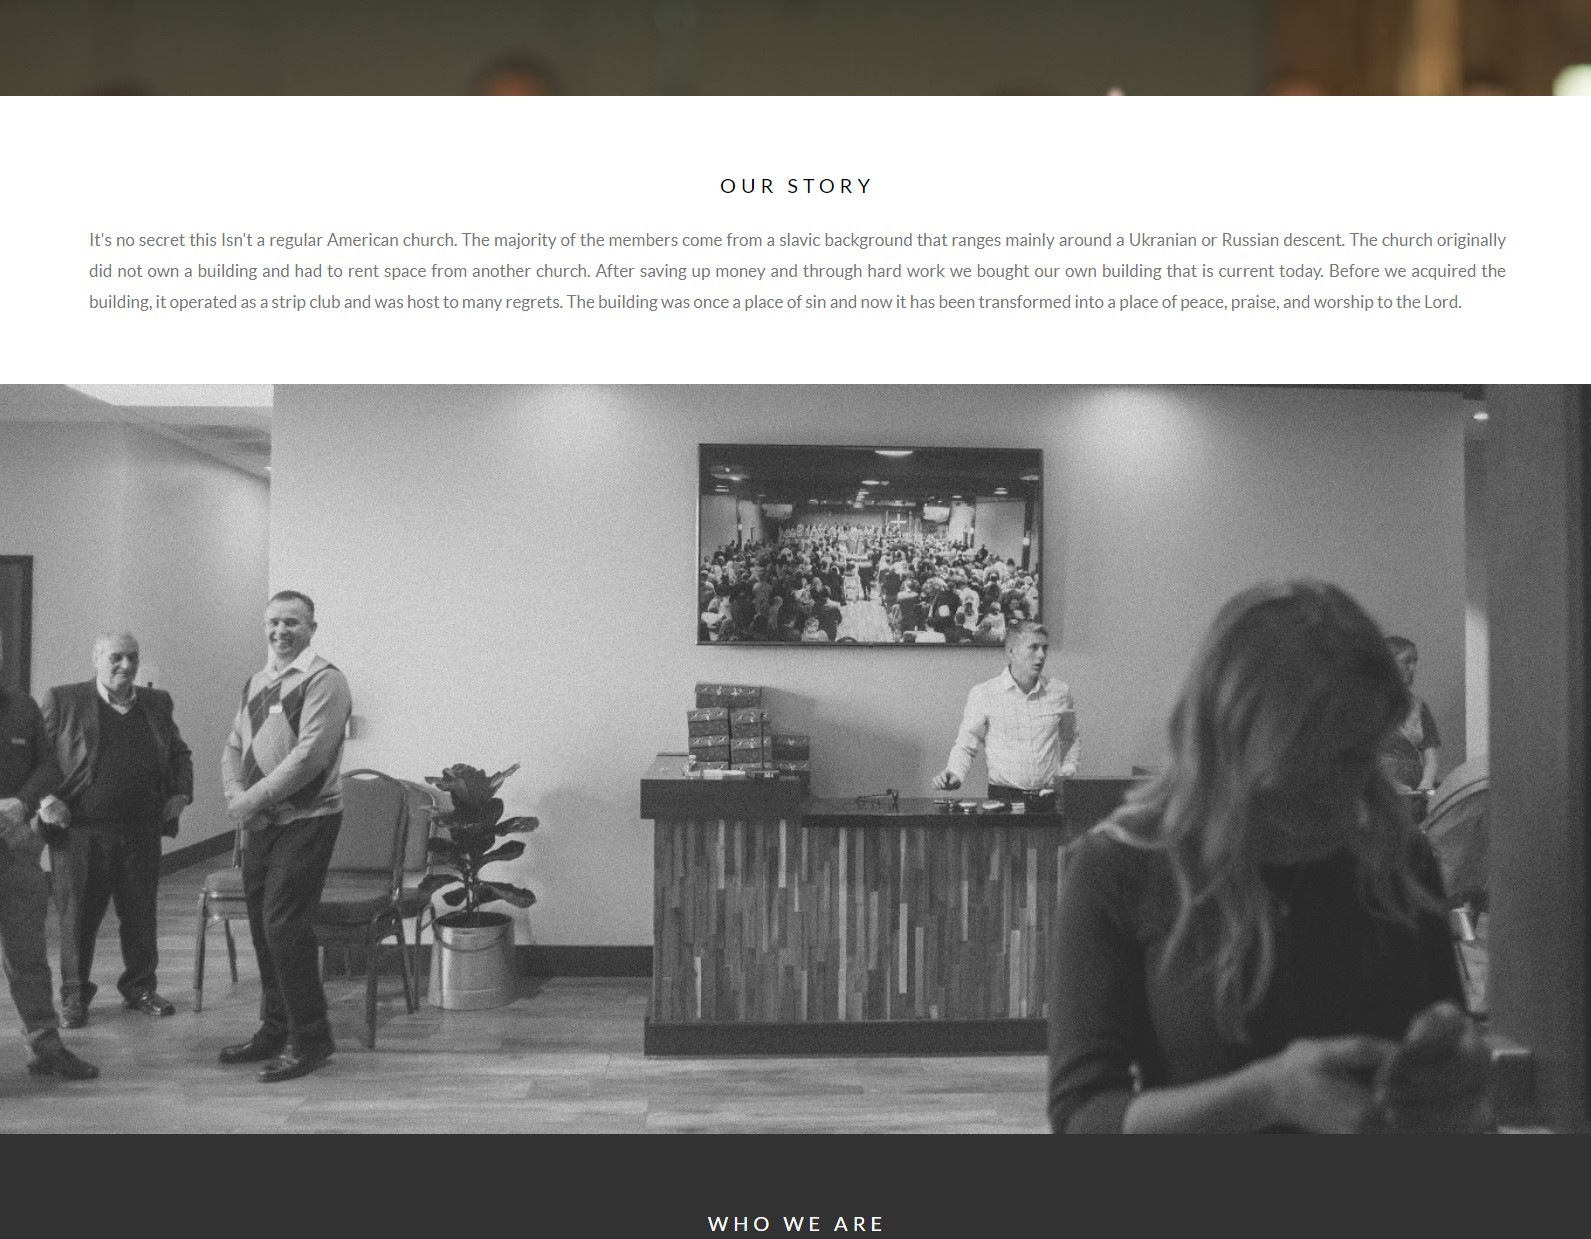 OUR STORY
It's no secret this Isn't a regular American church. The majority of the members come from a slavic background that ranges mainly around a Ukranian or Russian descent. The church originally
did not own a building and had to rent space from another church. After saving up money and through hard work we bought our own building that is current today. Before we acquired the
building, it operated as a strip club and was host to many regrets. The building was once a place of sin and now it has been transformed into a place of peace, praise, and worship to the Lord.
WHO WE ARE